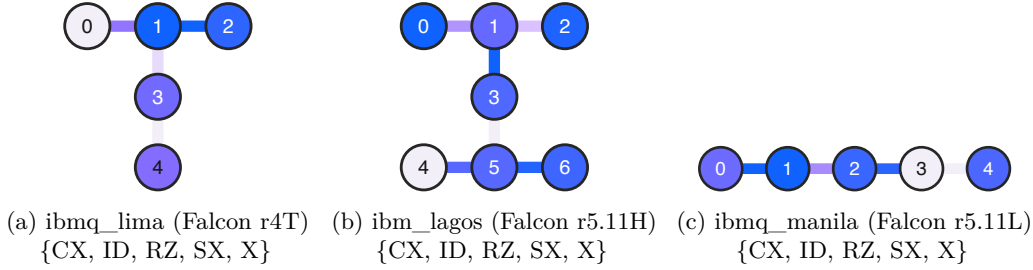 0 1 2
3
4
(a) ibmq_lima (Falcon r4T)
{CX, ID, RZ, SX, X}
0 1 2
3
4 5 6
(b) ibm_lagos (Falcon r5.11H)
{CX, ID, RZ, SX, X}
0 1 2 3 4
(c) ibmq_manila (Falcon r5.11L)
{CX, ID, RZ, SX, X}